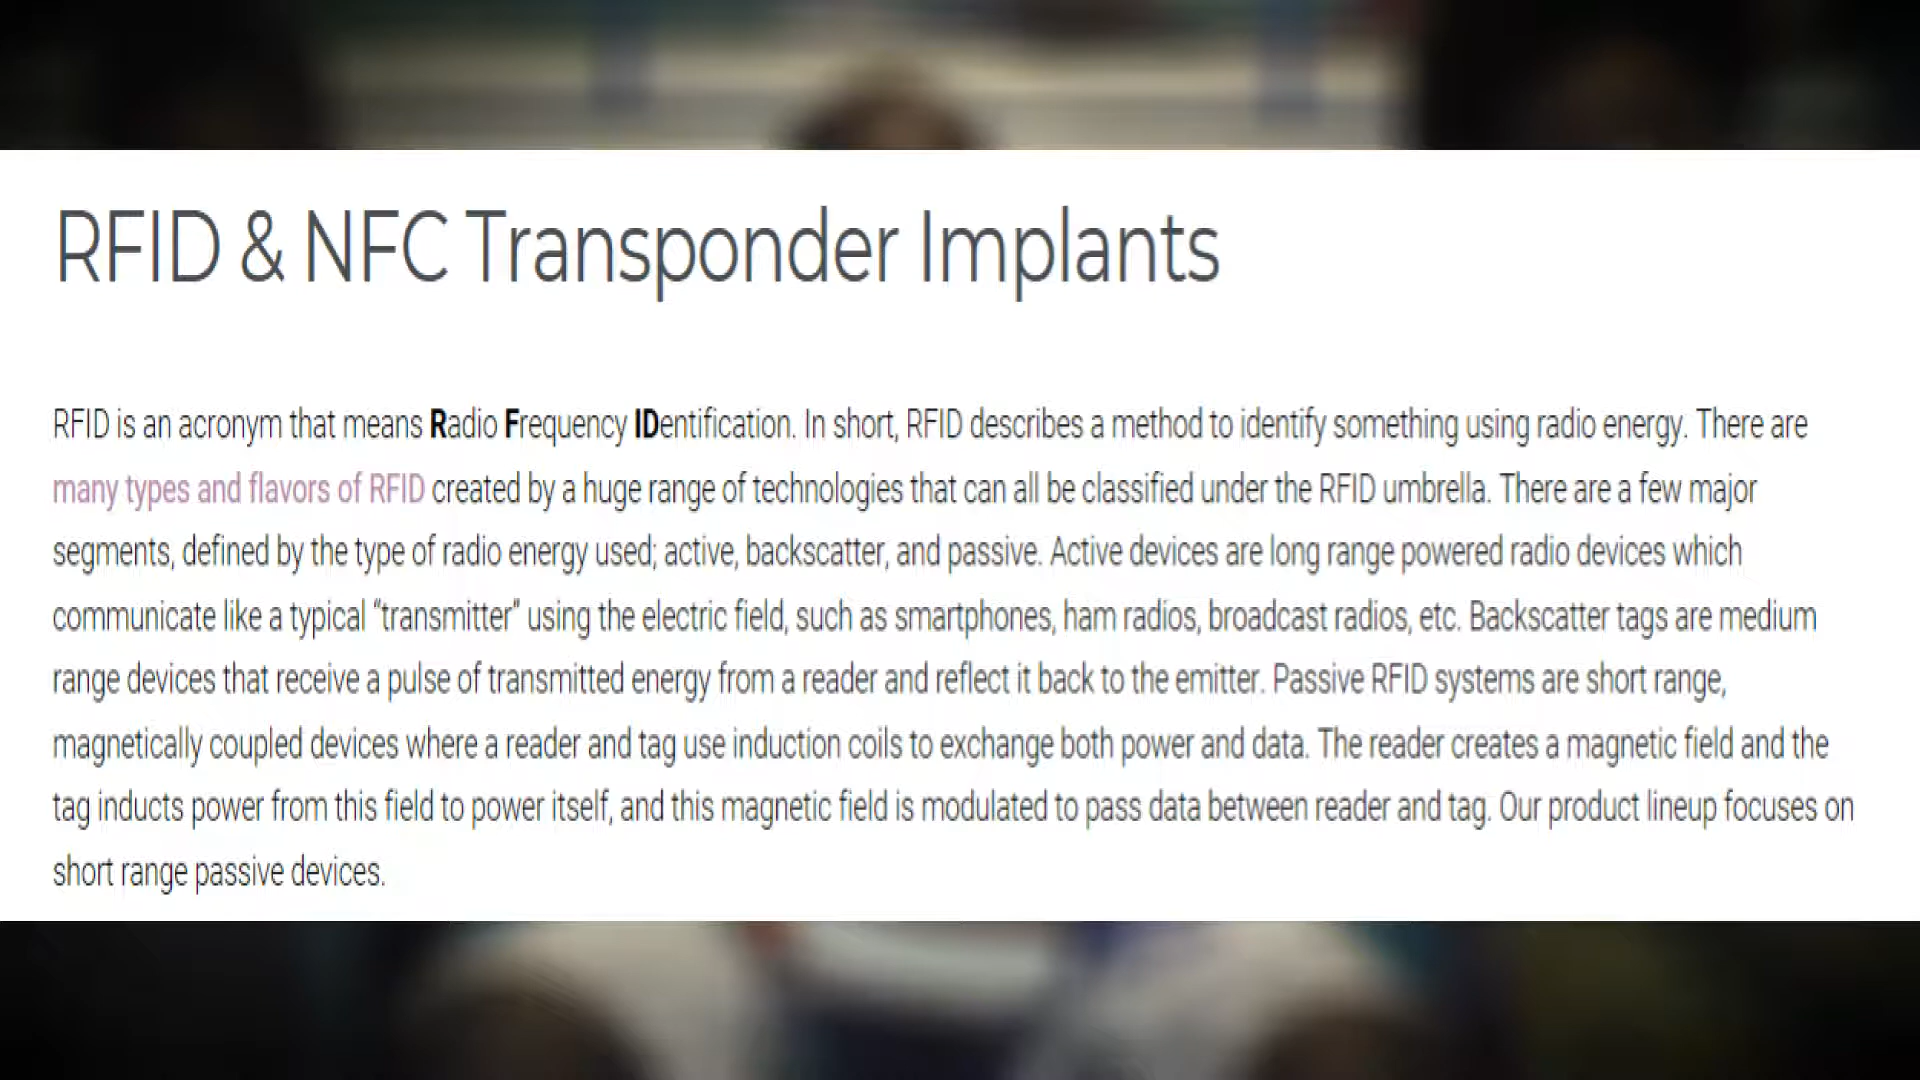 RFID & NFC Transponder Implants
RFID is an acronym that means Radio Frequency IDentification. In short, RFID describes a method to identify something using radio energy. There are
many types and flavors of RFID created by a huge range of technologies that can all be classified under the RFID umbrella. There are a few major
segments, defined by the type of radio energy used; active, backscatter, and passive. Active devices are long range powered radio devices which
communicate like a typical “transmitter” using the electric field, such as smartphones, ham radios, broadcast radios, etc. Backscatter tags are medium
range devices that receive a pulse of transmitted energy from a reader and reflect it back to the emitter. Passive RFID systems are short range,
magnetically coupled devices where a reader and tag use induction coils to exchange both power and data. The reader creates a magnetic field and the
tag inducts power from this field to power itself, and this magnetic field is modulated to pass data between reader and tag. Our product lineup focuses on
short range passive devices.